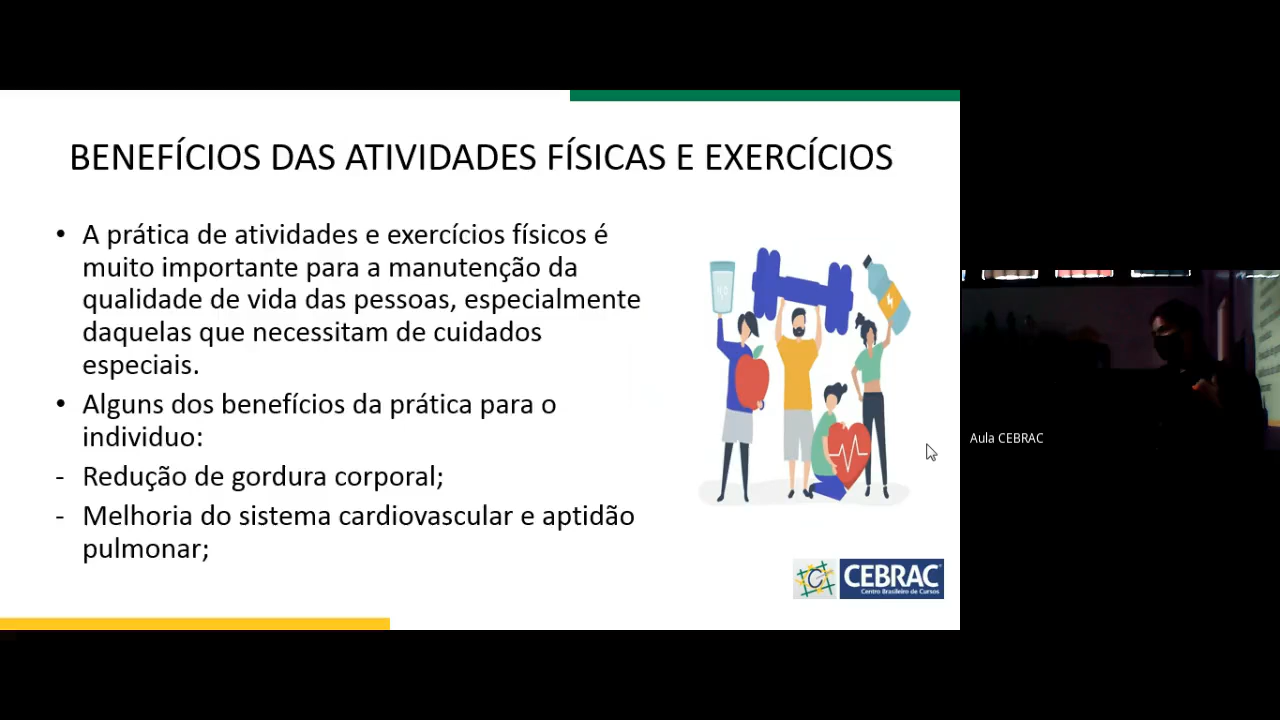 BENEFÍCIOS DAS ATIVIDADES FÍSICAS E EXERCÍCIOS
• A prática de atividades e exercícios físicos é
muito importante para a manutenção da
qualidade de vida das pessoas, especialmente
daquelas que necessitam de cuidados
especiais.
• Alguns dos benefícios da prática para o
individuo:
- Redução de gordura corporal;
- Melhoria do sistema cardiovascular e aptidão
pulmonar;
CEBRAC
Centro Brasileiro de Cursos
Aula CEBRAC